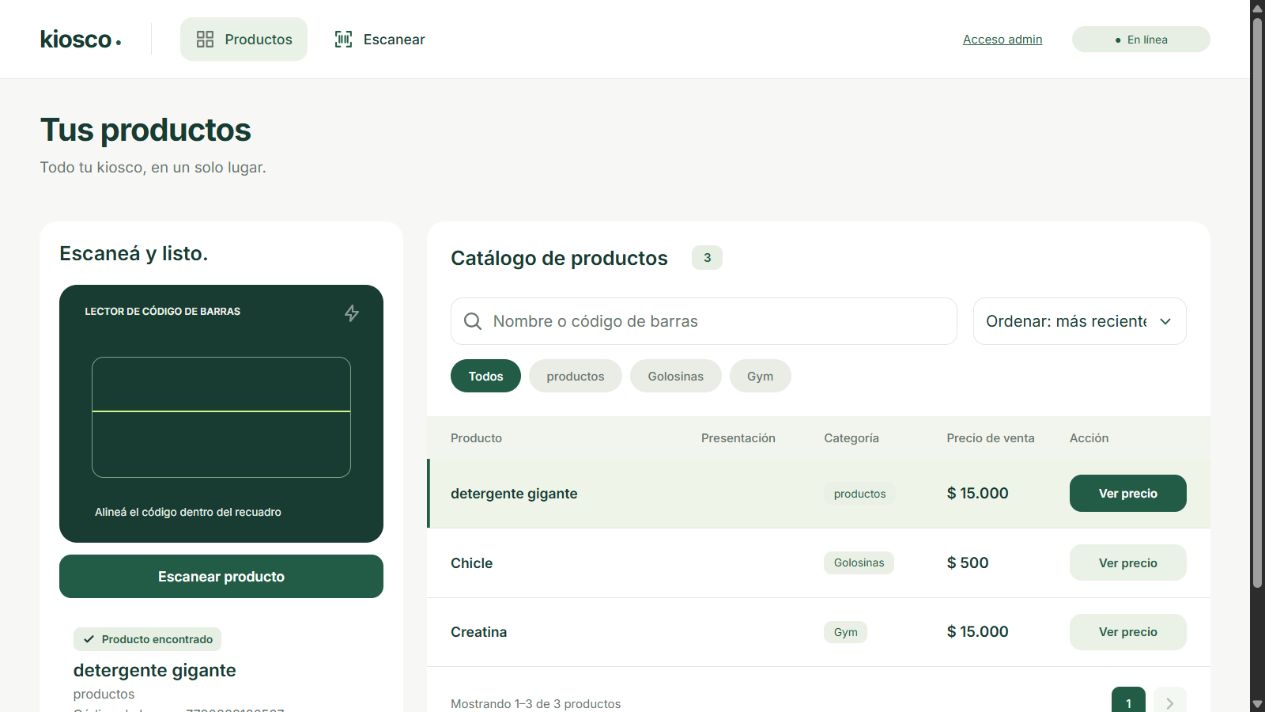 kiosco.
Productos
Escanear
Acceso admin
• En línea
Tus productos
Todo tu kiosco, en un solo lugar.
Escaneá y listo.
LECTOR DE CÓDIGO DE BARRAS
Alineá el código dentro del recuadro
Escanear producto
Producto encontrado
detergente gigante
productos
Catálogo de productos 3
Nombre o código de barras
Ordenar: más reciente
Todos productos Golosinas Gym
Producto Presentación Categoría Precio de venta Acción
detergente gigante productos $ 15.000 Ver precio
Chicle Golosinas $ 500 Ver precio
Creatina Gym $ 15.000 Ver precio
Mostrando 1–3 de 3 productos 1